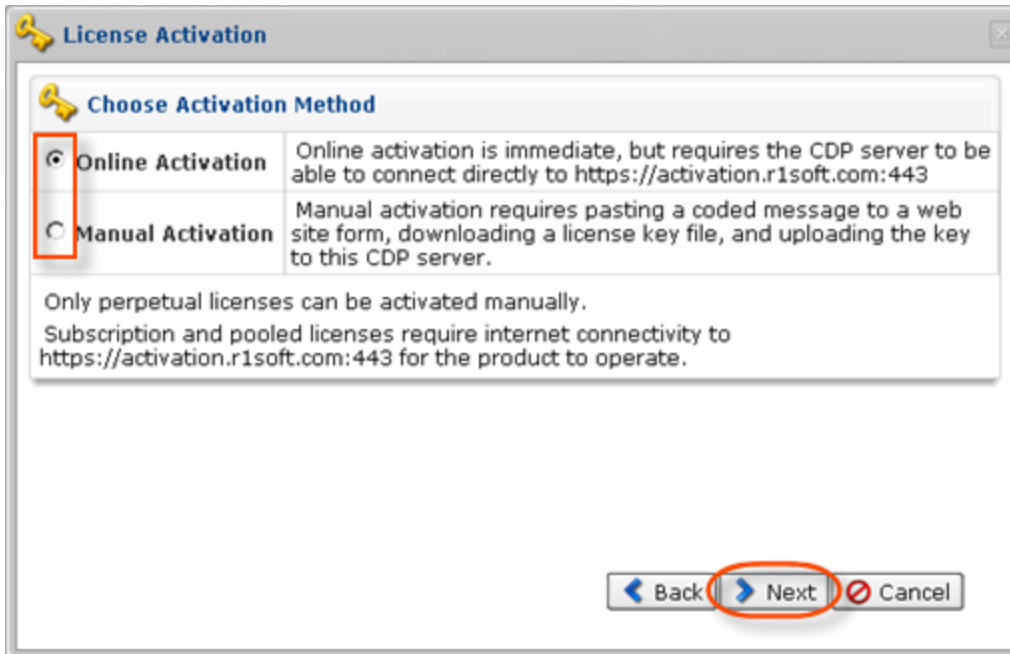 License Activation
Choose Activation Method
Online Activation
Online activation is immediate, but requires the CDP server to be
able to connect directly to https://activation.r1soft.com:443
Manual Activation
Manual activation requires pasting a coded message to a web
site form, downloading a license key file, and uploading the key
to this CDP server.
Only perpetual licenses can be activated manually.
Subscription and pooled licenses require internet connectivity to
https://activation.r1soft.com:443 for the product to operate.
Back Next Cancel